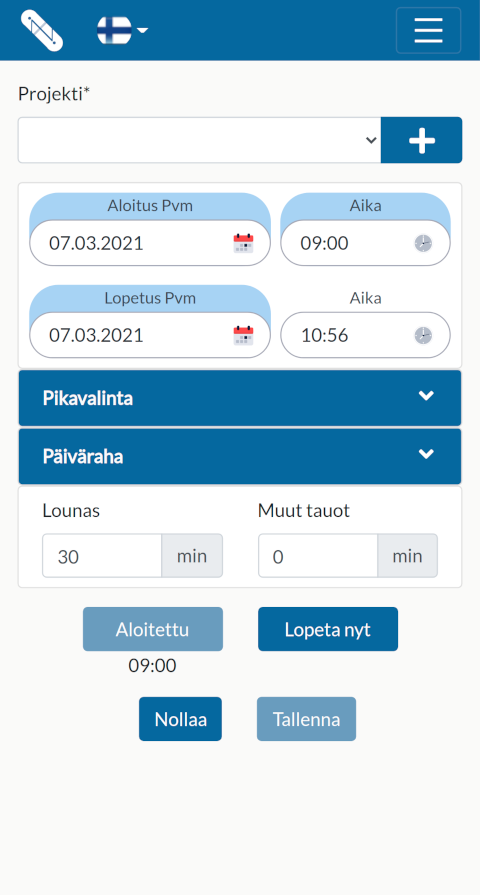 Projekti*
Aloitus Pvm
Aika
07.03.2021
09:00
Lopetus Pvm
Aika
07.03.2021
10:56
Pikavalinta
Päiväraha
Lounas
Muut tauot
30 min
0 min
Aloitettu
Lopeta nyt
09:00
Nollaa
Tallenna